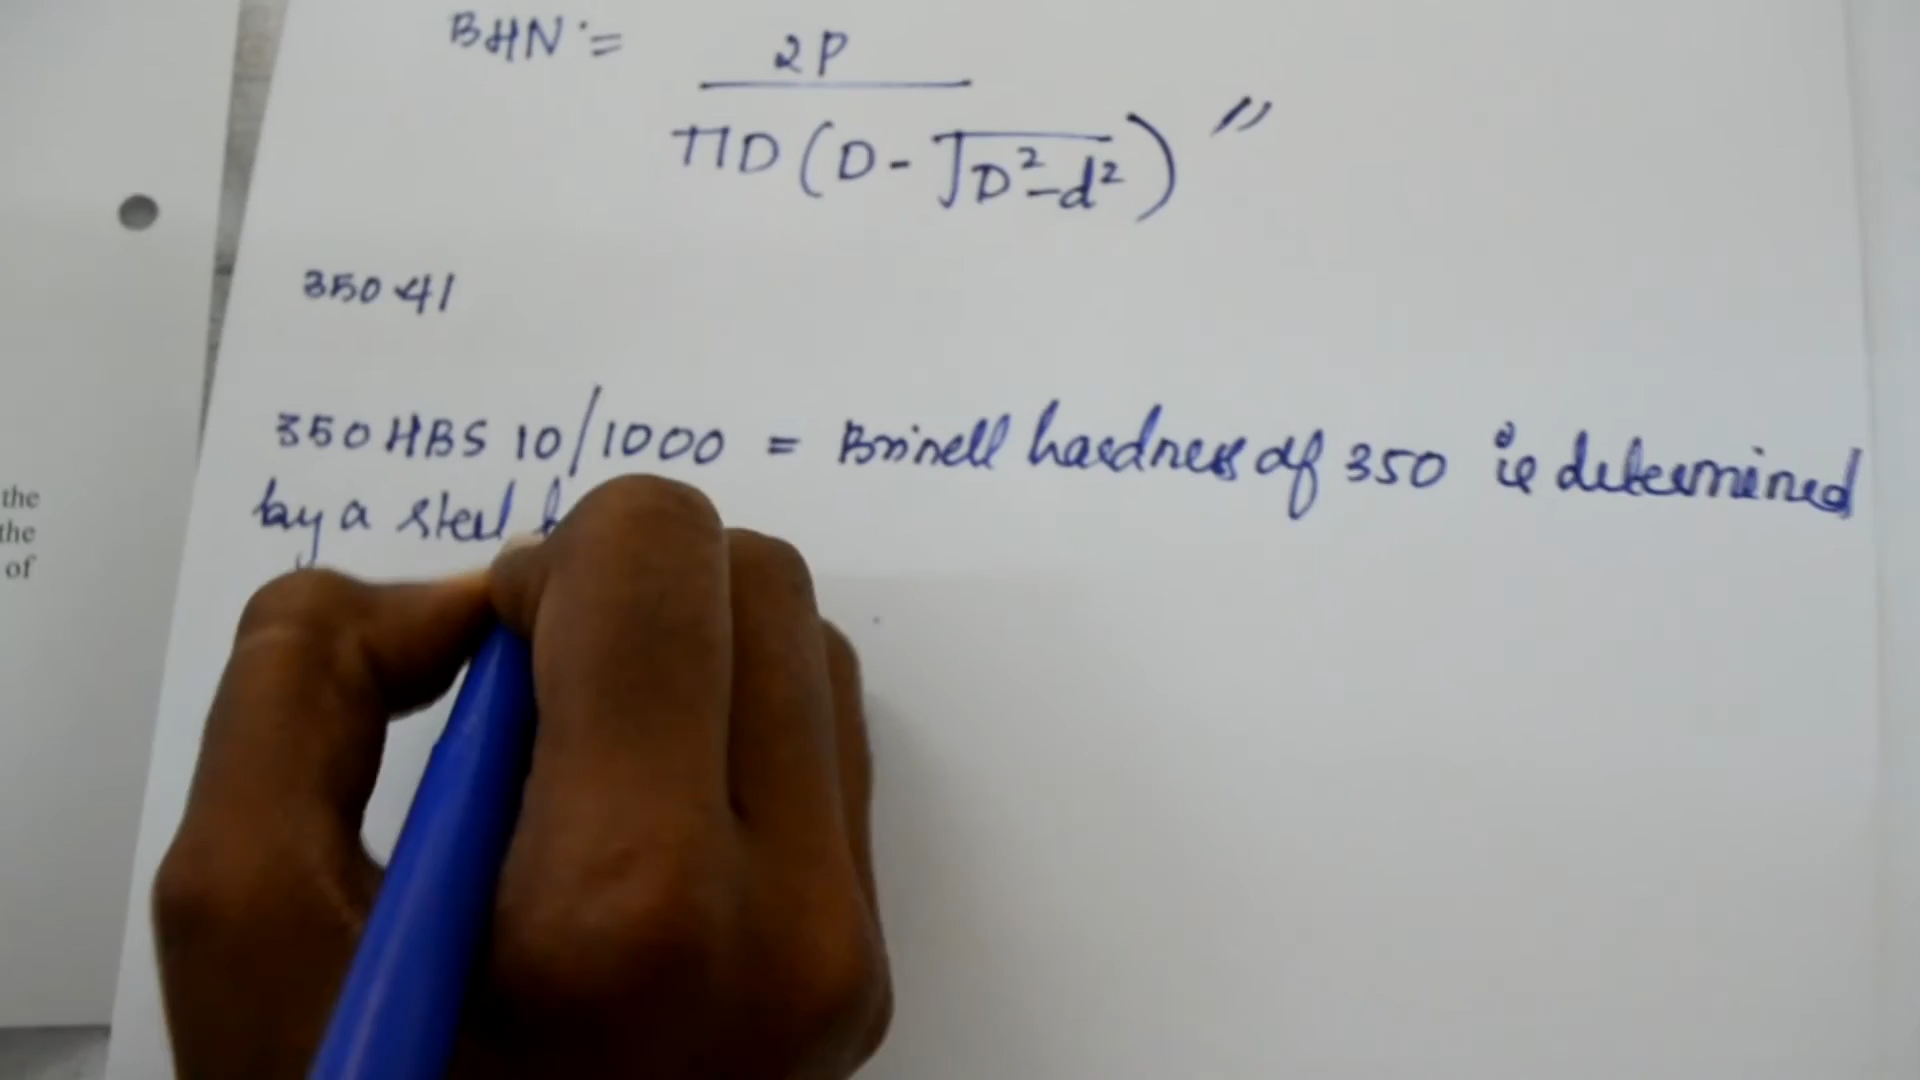 BHN = 2P
πD (D - √D²-d²) "
350
350 HBS 10/1000 = Brinell hardness of 350 is determined
by a steel
the
the
of